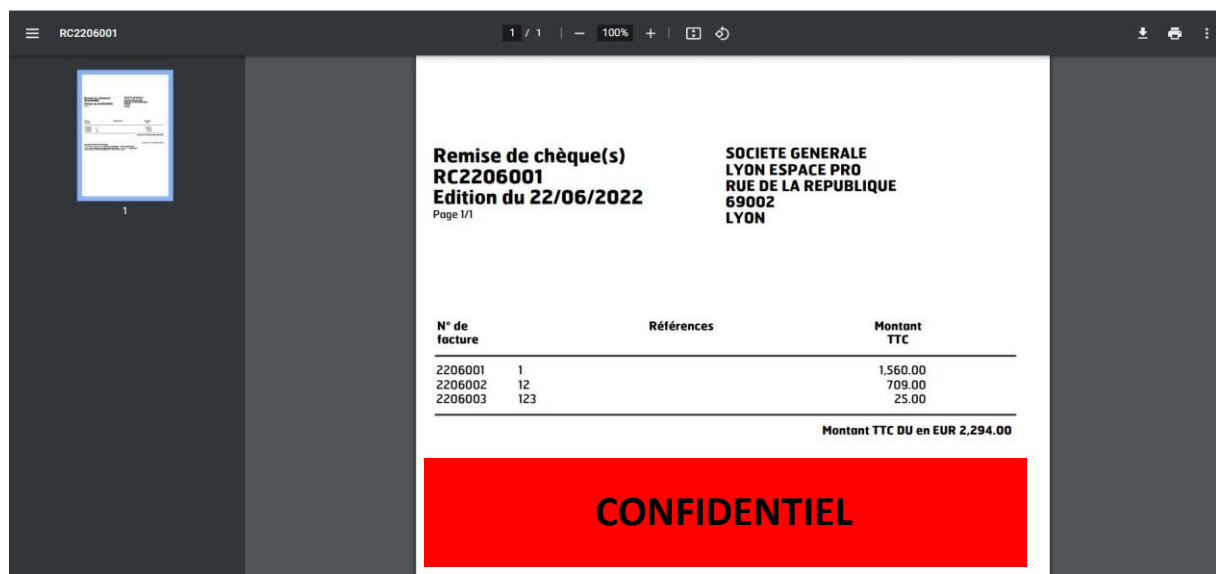 RC2206001
1 / 1 | − 100% + |
1
Remise de chèque(s)
RC2206001
Edition du 22/06/2022
Page 1/1
SOCIETE GENERALE
LYON ESPACE PRO
RUE DE LA REPUBLIQUE
69002
LYON
N° de facture Références Montant TTC
2206001 1 1,560.00
2206002 12 709.00
2206003 123 25.00
Montant TTC DU en EUR 2,294.00
CONFIDENTIEL